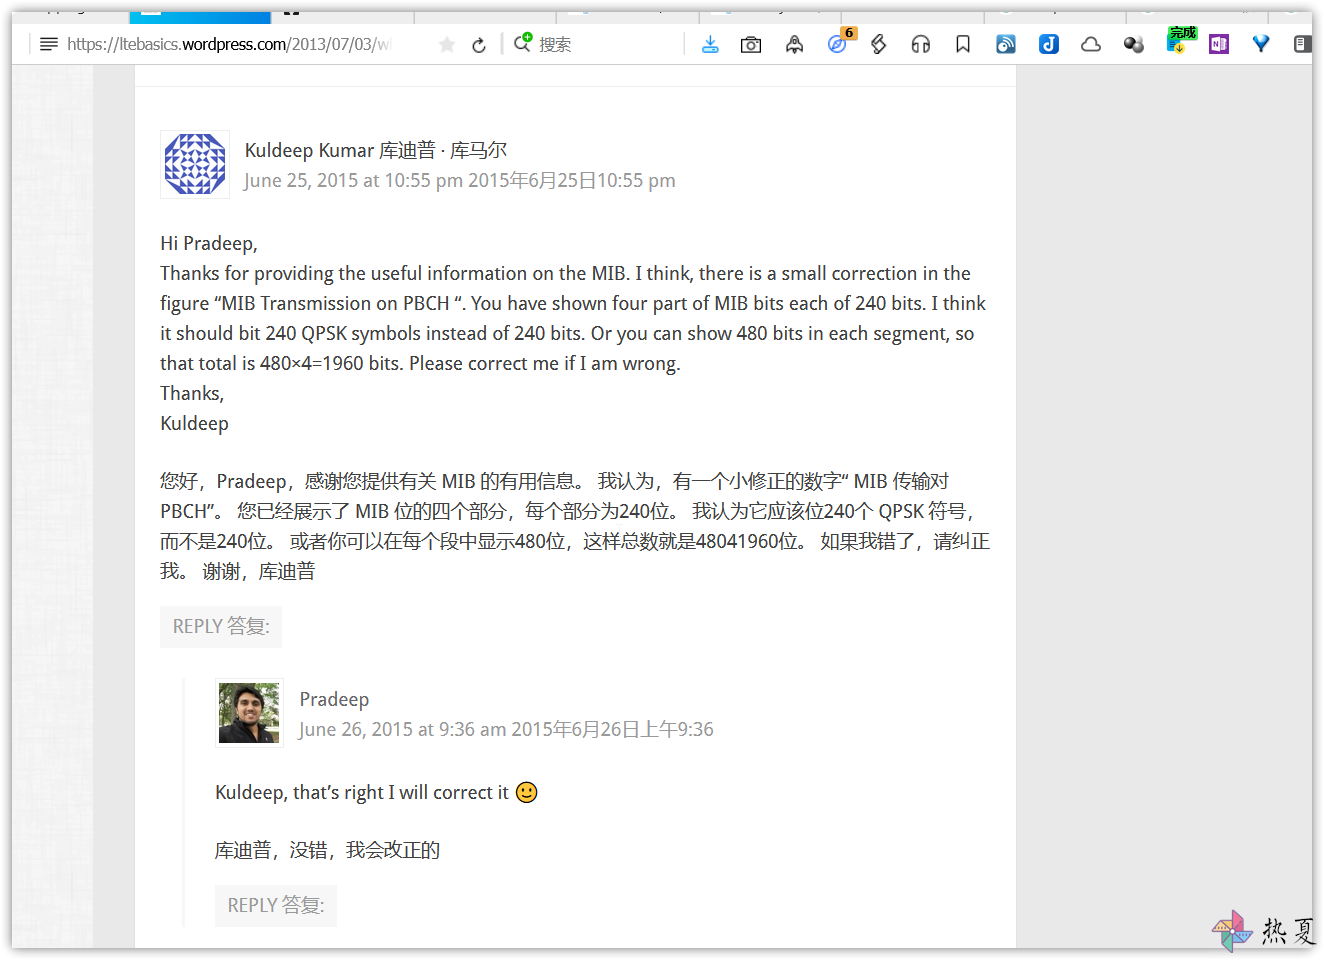 https://ltebasics.wordpress.com/2013/07/03/w
搜索
6
完成
Kuldeep Kumar 库迪普 · 库马尔
June 25, 2015 at 10:55 pm 2015年6月25日10:55 pm
Hi Pradeep,
Thanks for providing the useful information on the MIB. I think, there is a small correction in the
figure “MIB Transmission on PBCH “. You have shown four part of MIB bits each of 240 bits. I think
it should bit 240 QPSK symbols instead of 240 bits. Or you can show 480 bits in each segment, so
that total is 480×4=1960 bits. Please correct me if I am wrong.
Thanks,
Kuldeep
您好，Pradeep，感谢您提供有关 MIB 的有用信息。 我认为，有一个小修正的数字“ MIB 传输对
PBCH”。 您已经展示了 MIB 位的四个部分，每个部分为240位。 我认为它应该位240个 QPSK 符号，
而不是240位。 或者你可以在每个段中显示480位，这样总数就是48041960位。 如果我错了，请纠正
我。 谢谢，库迪普
REPLY 答复:
Pradeep
June 26, 2015 at 9:36 am 2015年6月26日上午9:36
Kuldeep, that’s right I will correct it 🙂
库迪普，没错，我会改正的
REPLY 答复:
热夏